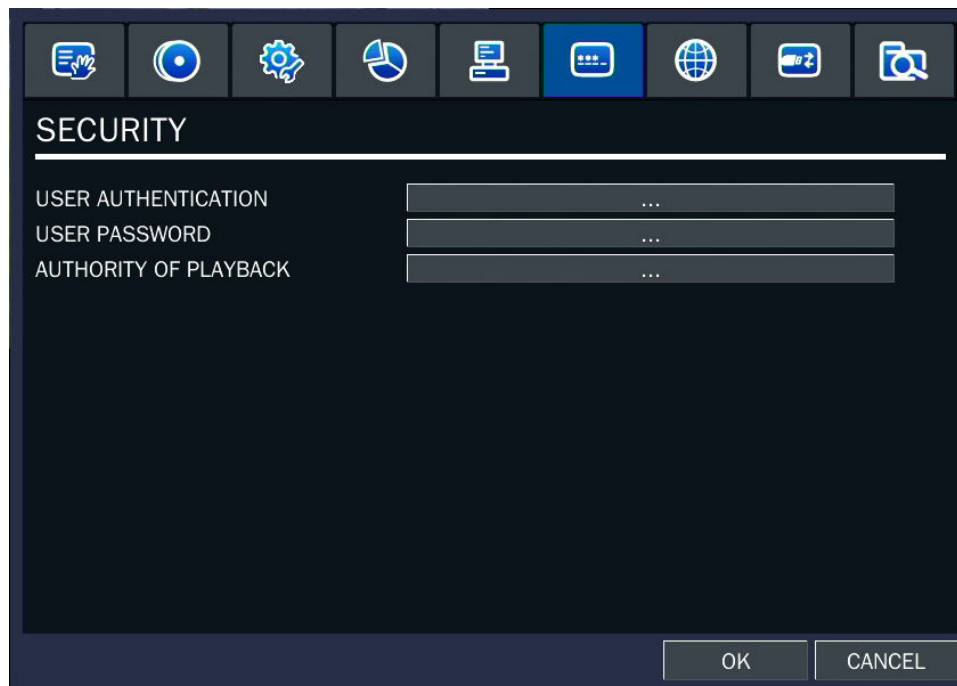 SECURITY
USER AUTHENTICATION ...
USER PASSWORD ...
AUTHORITY OF PLAYBACK ...
OK CANCEL